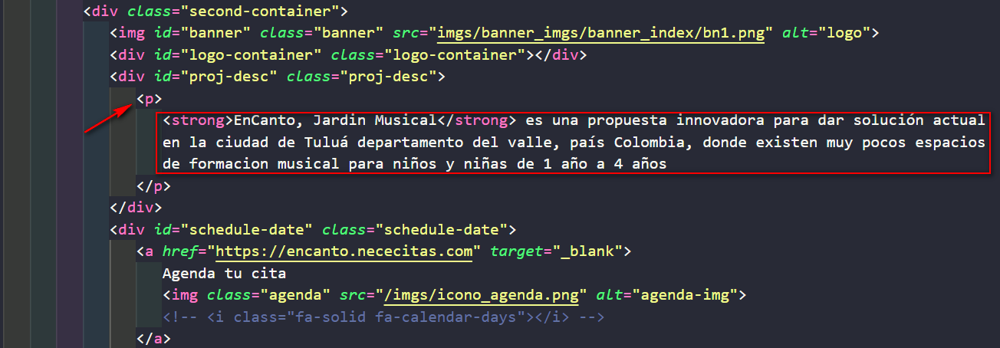 <div class="second-container">
<img id="banner" class="banner" src="imgs/banner_imgs/banner_index/bn1.png" alt="logo">
<div id="logo-container" class="logo-container"></div>
<div id="proj-desc" class="proj-desc">
<p>
<strong>EnCanto, Jardin Musical</strong> es una propuesta innovadora para dar solución actual
en la ciudad de Tuluá departamento del valle, país Colombia, donde existen muy pocos espacios
de formacion musical para niños y niñas de 1 año a 4 años
</p>
</div>
<div id="schedule-date" class="schedule-date">
<a href="https://encanto.nececitas.com" target="_blank">
Agenda tu cita
<img class="agenda" src="/imgs/icono_agenda.png" alt="agenda-img">
<!-- <i class="fa-solid fa-calendar-days"></i> -->
</a>